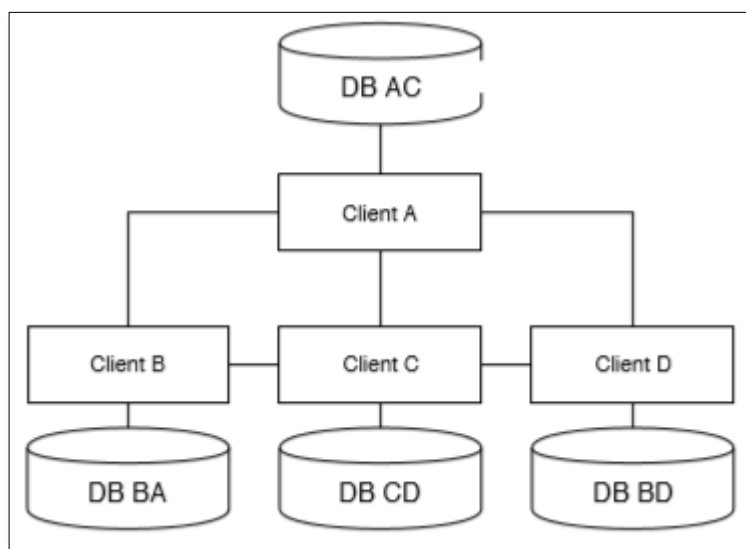 DB AC
Client A
Client B
Client C
Client D
DB BA
DB CD
DB BD